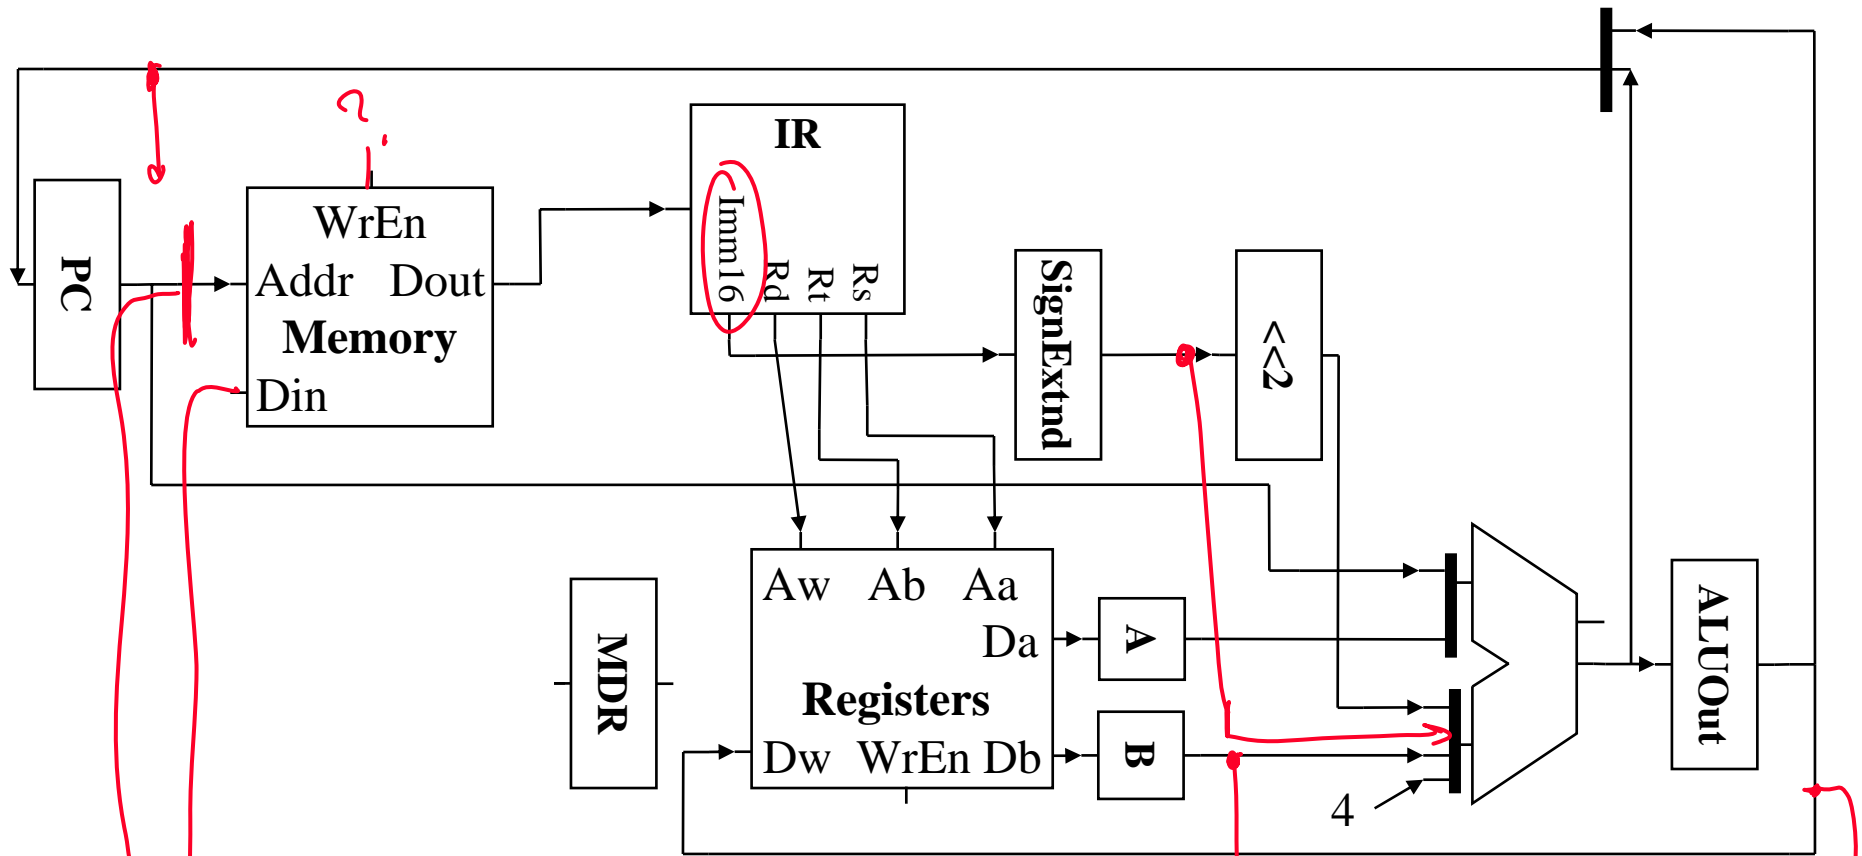 ?
IR
Imm16
Rd
Rt
Rs
PC
WrEn
Addr Dout
Memory
Din
SignExtnd
<<2
Aw Ab Aa
Da
Registers
Dw WrEn Db
MDR
A
B
4
ALUOut